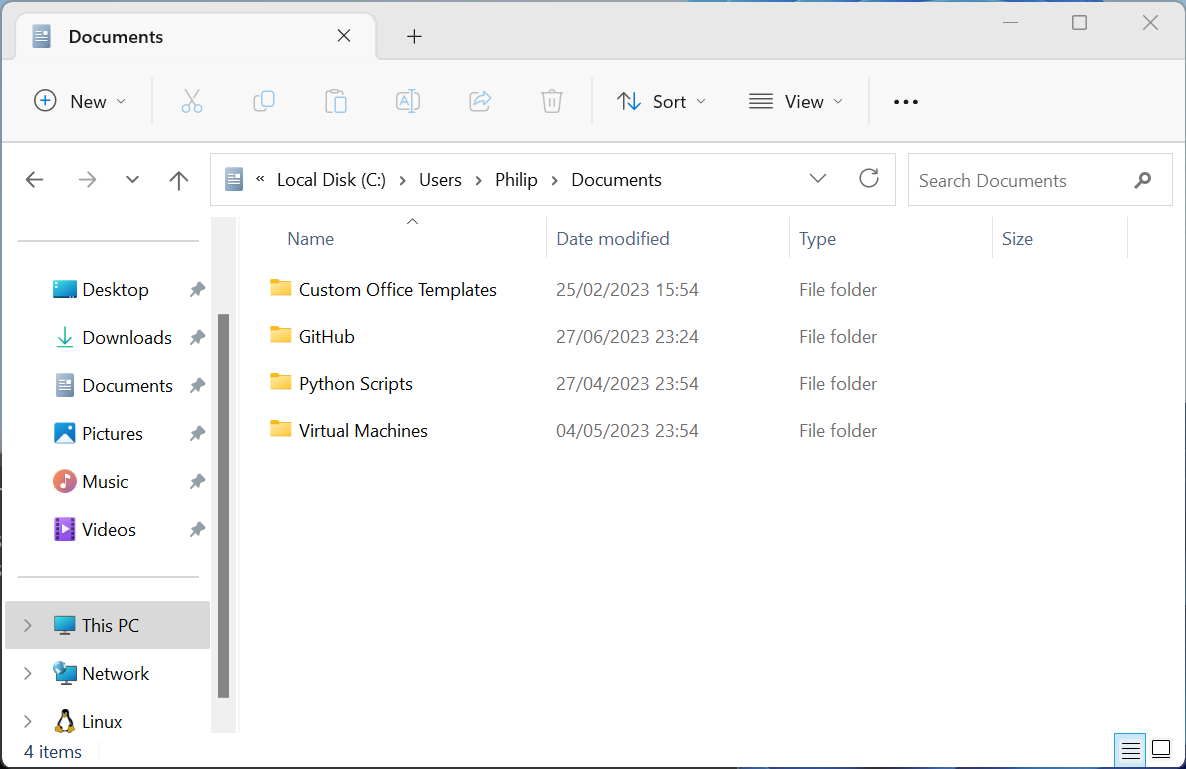 Documents
New Sort View
« Local Disk (C:) › Users › Philip › Documents Search Documents
Name Date modified Type Size
Desktop
Downloads
Documents
Pictures
Music
Videos
This PC
Network
Linux
Custom Office Templates 25/02/2023 15:54 File folder
GitHub 27/06/2023 23:24 File folder
Python Scripts 27/04/2023 23:54 File folder
Virtual Machines 04/05/2023 23:54 File folder
4 items